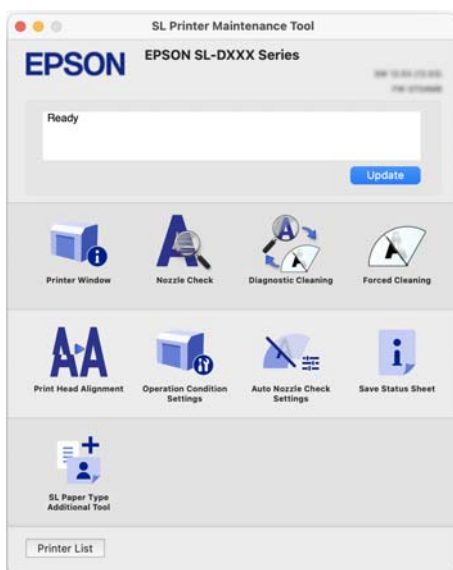 SL Printer Maintenance Tool
EPSON
EPSON SL-DXXX Series
Ready
Update
Printer Window
Nozzle Check
Diagnostic Cleaning
Forced Cleaning
Print Head Alignment
Operation Condition
Settings
Auto Nozzle Check
Settings
Save Status Sheet
SL Paper Type
Additional Tool
Printer List